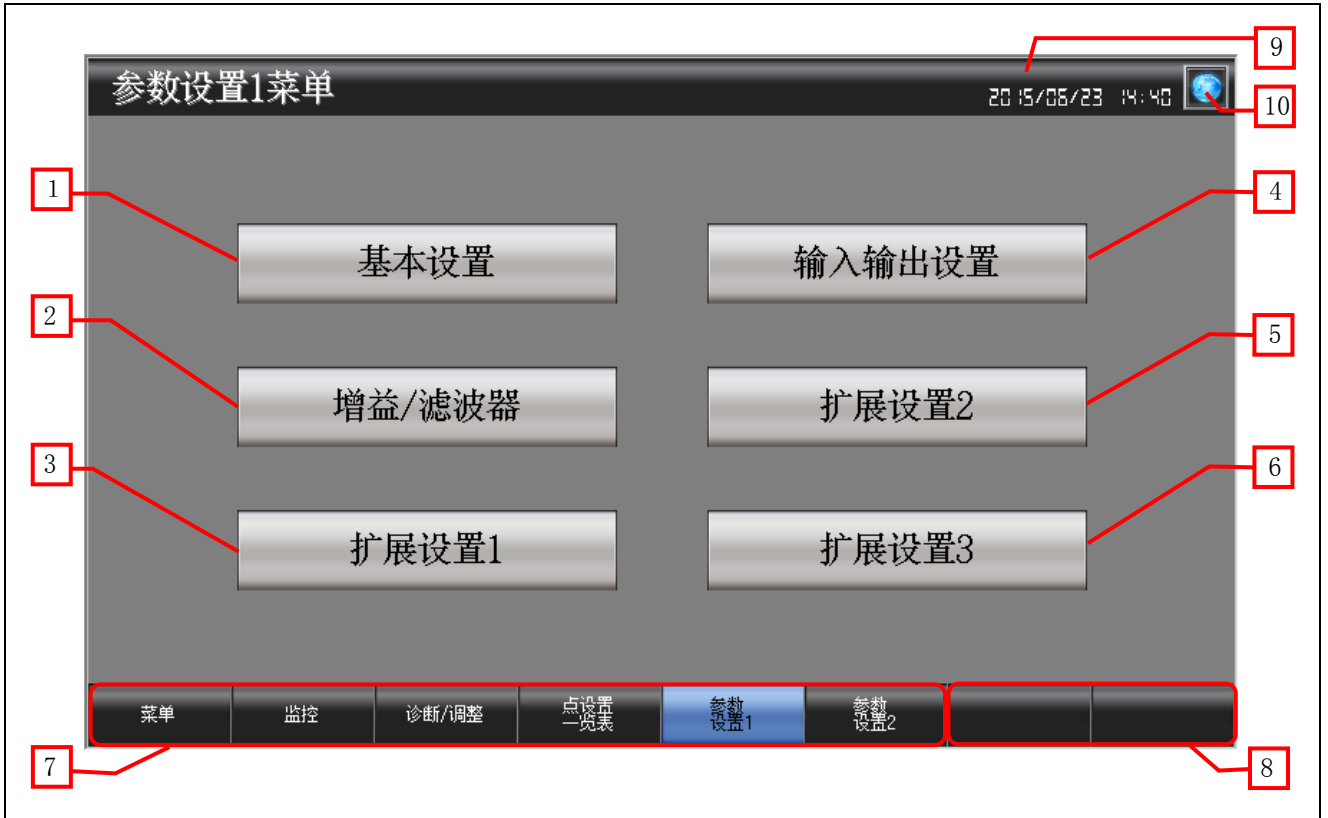 9
参数设置1菜单
2015/06/23 14:40
10
1
4
基本设置
输入输出设置
2
5
增益/滤波器
扩展设置2
3
6
扩展设置1
扩展设置3
菜单
监控
诊断/调整
点设置
一览表
参数
设置1
参数
设置2
7
8